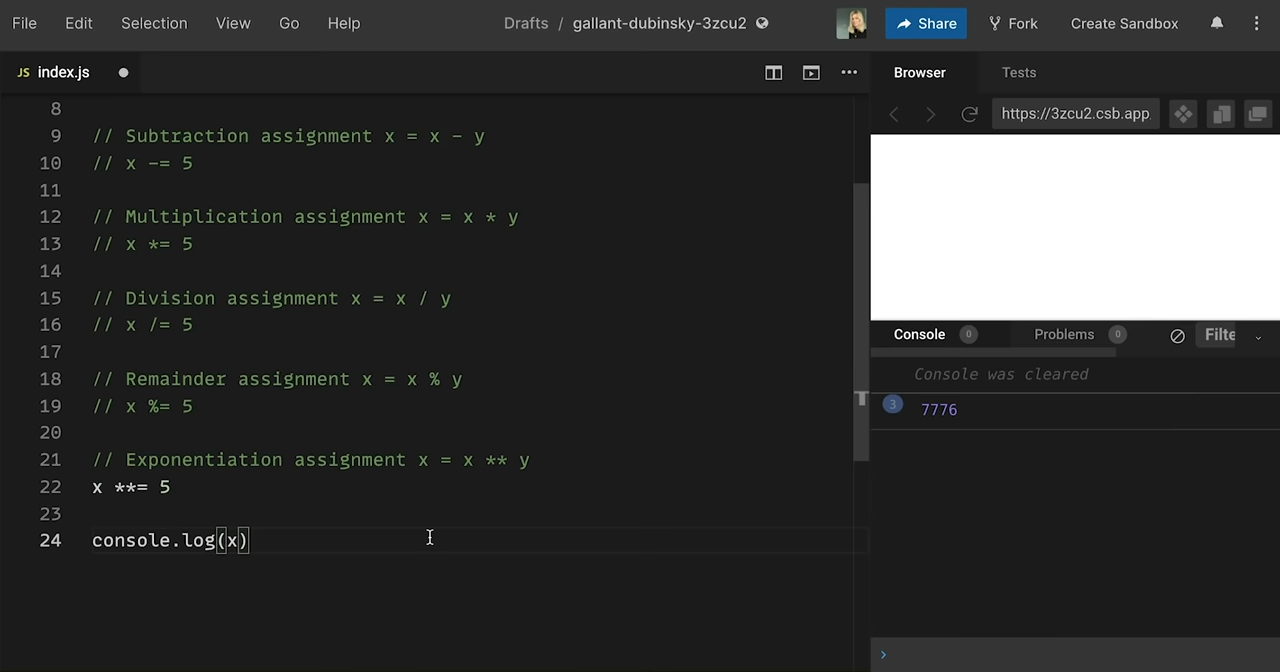 File Edit Selection View Go Help Drafts / gallant-dubinsky-3zcu2 Share Fork Create Sandbox
JS index.js
Browser Tests
https://3zcu2.csb.app
8
9 // Subtraction assignment x = x - y
10 // x -= 5
11
12 // Multiplication assignment x = x * y
13 // x *= 5
14
15 // Division assignment x = x / y
16 // x /= 5
17
18 // Remainder assignment x = x % y
19 // x %= 5
20
21 // Exponentiation assignment x = x ** y
22 x **= 5
23
24 console.log(x)
Console 0 Problems 0 Filte
Console was cleared
3 7776